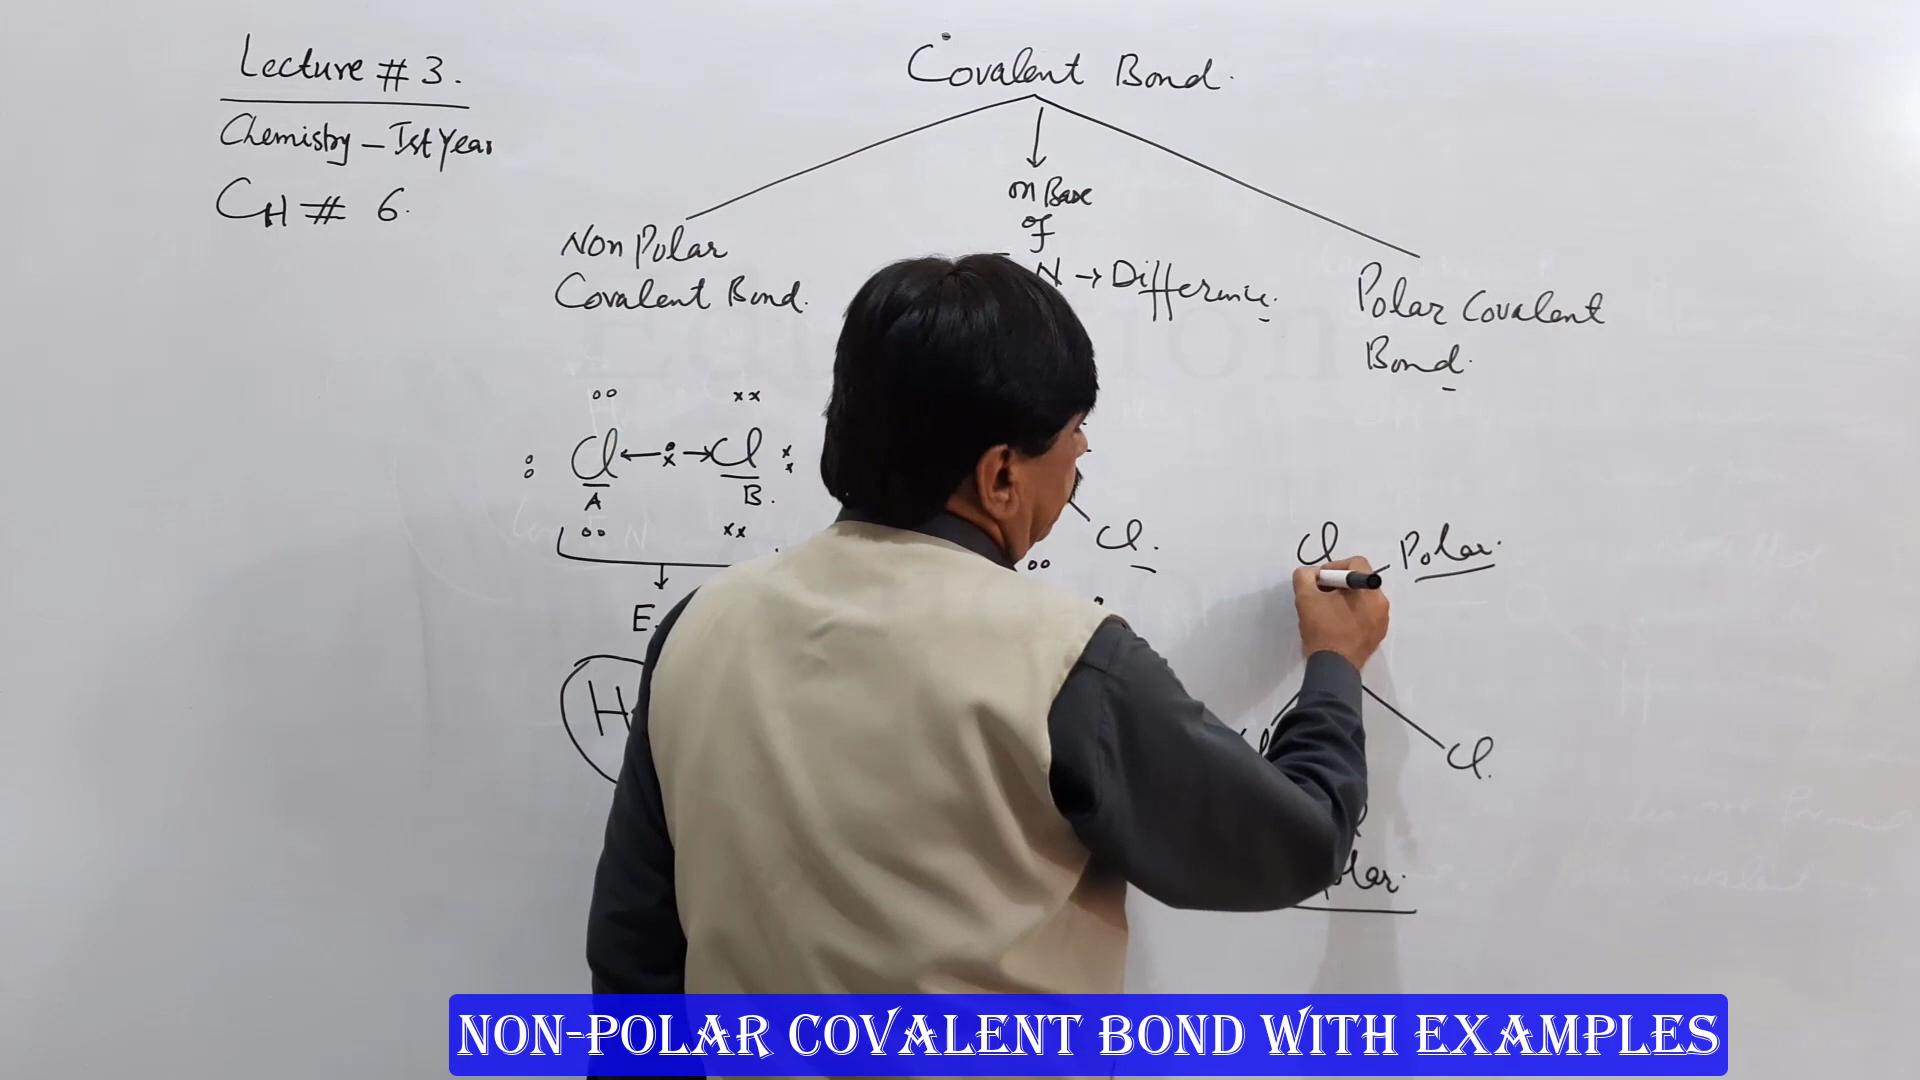 Lecture # 3.
Chemistry – Ist Year
CH # 6.
Covalent Bond.
on Base
of
N → Difference.
Non Polar
Covalent Bond.
Polar Covalent
Bond.
Cl Cl
A B.
E.
H
Cl.
Cl Polar.
Cl.
NON-POLAR COVALENT BOND WITH EXAMPLES